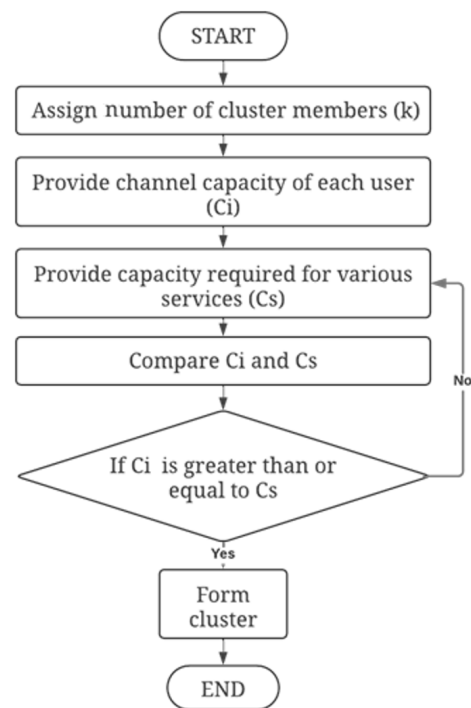 START
Assign number of cluster members (k)
Provide channel capacity of each user
(Ci)
Provide capacity required for various
services (Cs)
Compare Ci and Cs
No
If Ci is greater than or
equal to Cs
Yes
Form
cluster
END